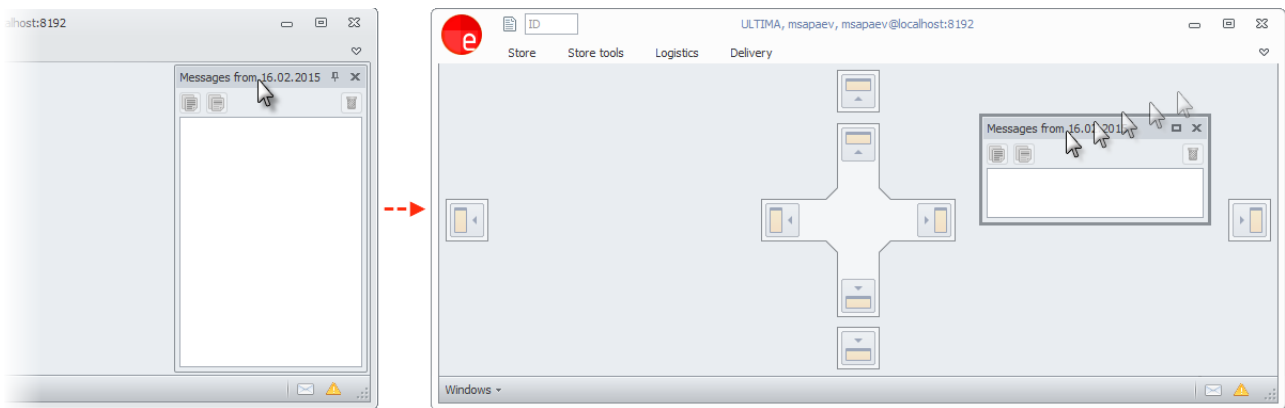 alhost:8192
Messages from 16.02.2015
e
ID
ULTIMA, msapaev, msapaev@localhost:8192
Store Store tools Logistics Delivery
Messages from 16.02.201
Windows